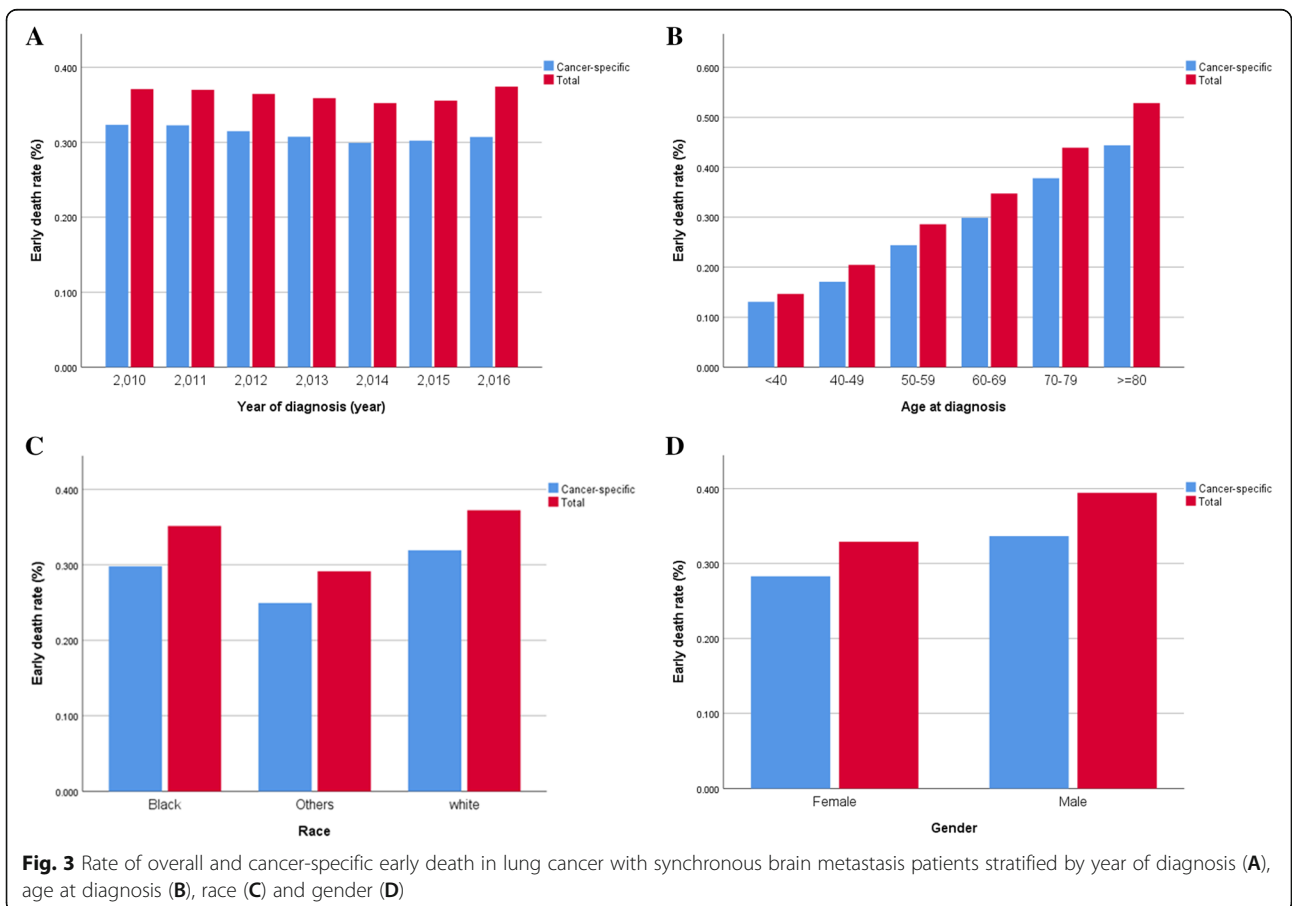 A
Cancer-specific
Total
0.400
0.300
0.200
0.100
0.000
Early death rate (%)
2,010 2,011 2,012 2,013 2,014 2,015 2,016
Year of diagnosis (year)
B
Cancer-specific
Total
0.600
0.500
0.400
0.300
0.200
0.100
0.000
Early death rate (%)
<40 40-49 50-59 60-69 70-79 >=80
Age at diagnosis
C
Cancer-specific
Total
0.400
0.300
0.200
0.100
0.000
Early death rate (%)
Black Others white
Race
D
Cancer-specific
Total
0.400
0.300
0.200
0.100
0.000
Early death rate (%)
Female Male
Gender
Fig. 3 Rate of overall and cancer-specific early death in lung cancer with synchronous brain metastasis patients stratified by year of diagnosis (A),
age at diagnosis (B), race (C) and gender (D)